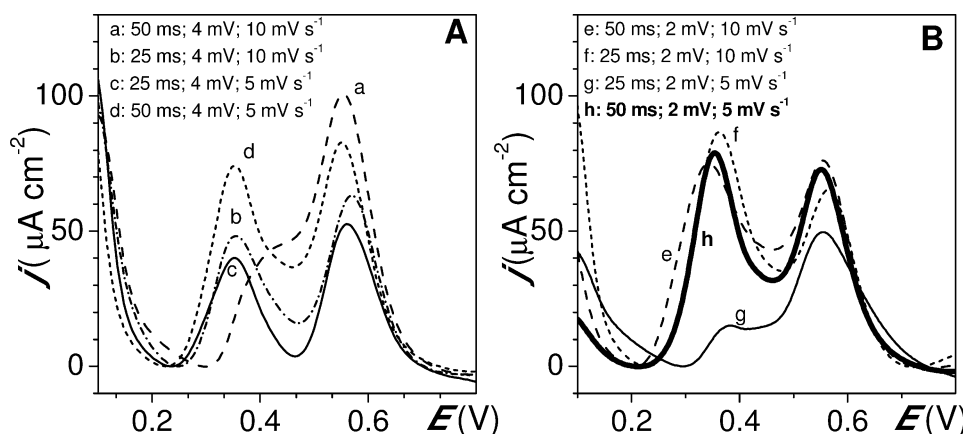 A
a: 50 ms; 4 mV; 10 mV s⁻¹
b: 25 ms; 4 mV; 10 mV s⁻¹
c: 25 ms; 4 mV; 5 mV s⁻¹
d: 50 ms; 4 mV; 5 mV s⁻¹
a
d
b
c
100
50
0
j(μA cm⁻²)
0.2
0.4
0.6
E(V)
B
e: 50 ms; 2 mV; 10 mV s⁻¹
f: 25 ms; 2 mV; 10 mV s⁻¹
g: 25 ms; 2 mV; 5 mV s⁻¹
h: 50 ms; 2 mV; 5 mV s⁻¹
f
e
h
g
100
50
0
j(μA cm⁻²)
0.2
0.4
0.6
E(V)